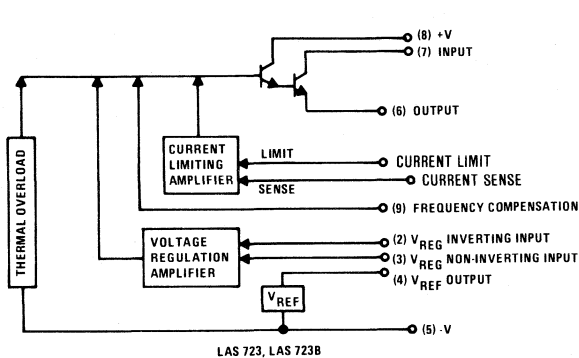 (8) +V
(7) INPUT
(6) OUTPUT
THERMAL OVERLOAD
CURRENT
LIMITING
AMPLIFIER
LIMIT
SENSE
CURRENT LIMIT
CURRENT SENSE
(9) FREQUENCY COMPENSATION
VOLTAGE
REGULATION
AMPLIFIER
(2) VREG INVERTING INPUT
(3) VREG NON-INVERTING INPUT
(4) VREF OUTPUT
VREF
(5) -V
LAS 723, LAS 723B